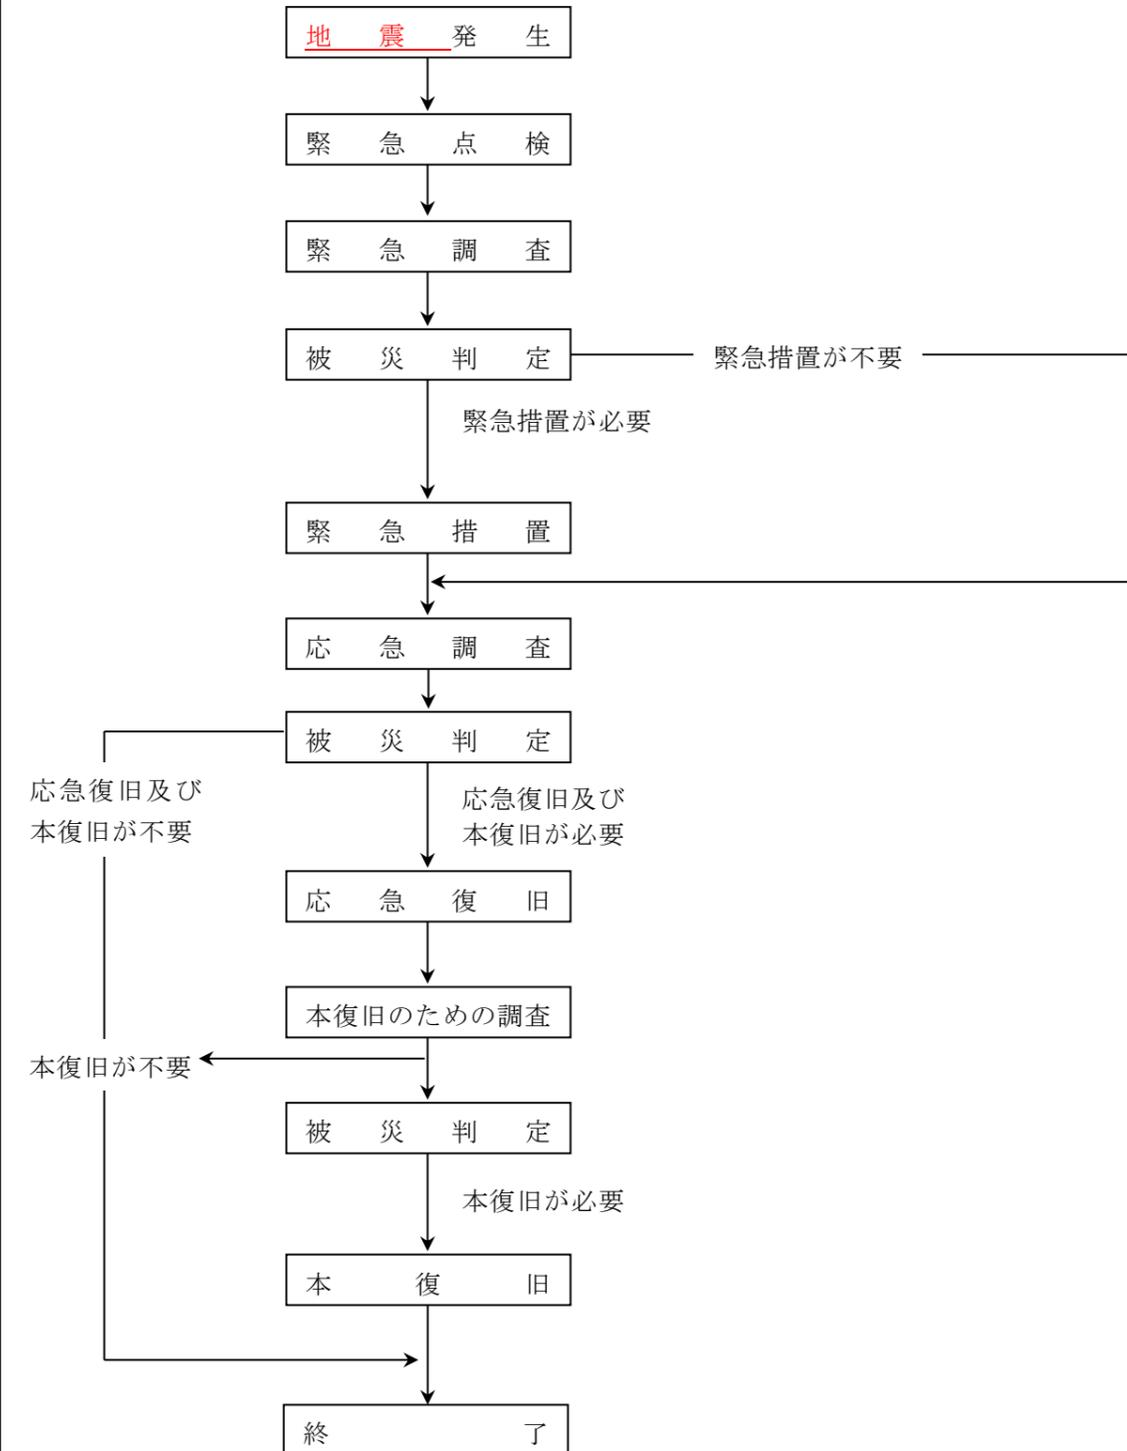 地震発生
緊急点検
緊急調査
被災判定
緊急措置が不要
緊急措置が必要
緊急措置
応急調査
被災判定
応急復旧及び
本復旧が不要
応急復旧及び
本復旧が必要
応急復旧
本復旧のための調査
本復旧が不要
被災判定
本復旧が必要
本復旧
終了